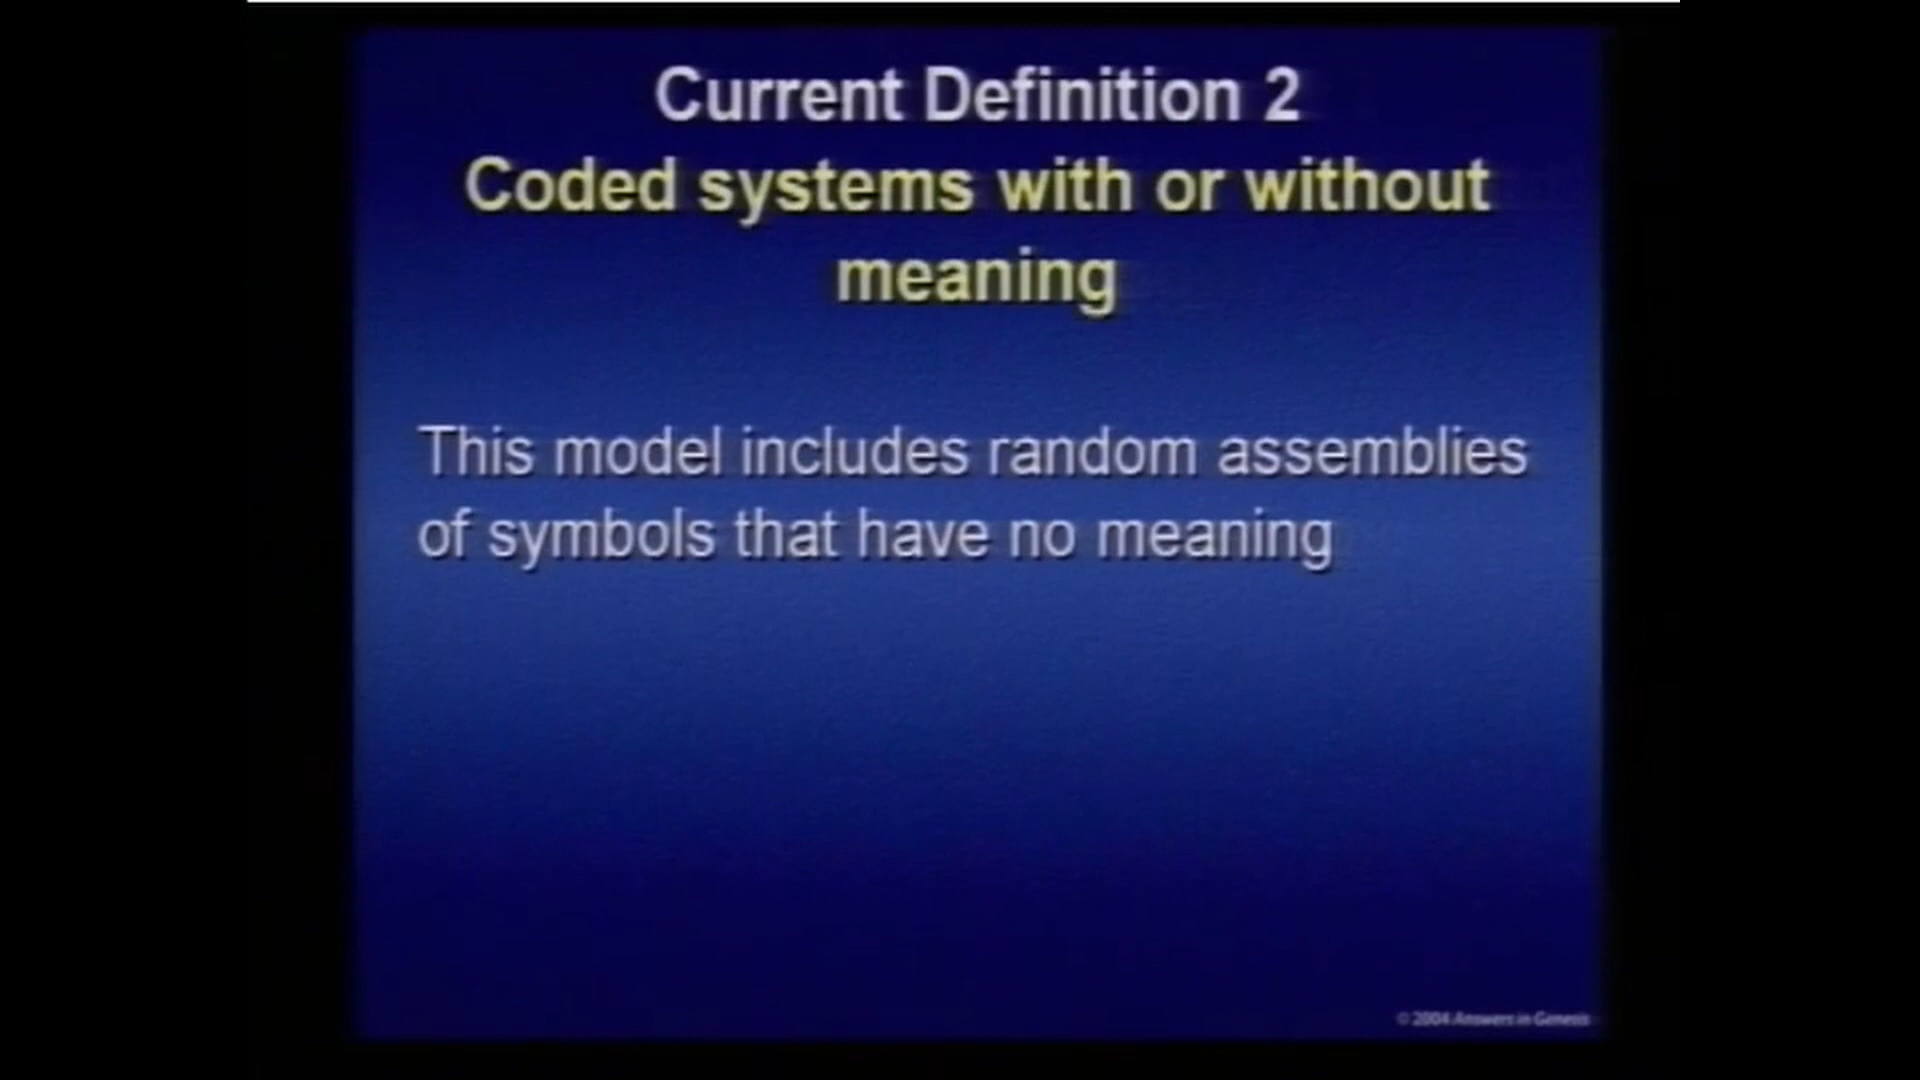 Current Definition 2
Coded systems with or without
meaning
This model includes random assemblies
of symbols that have no meaning
© 2004 Answers in Genesis